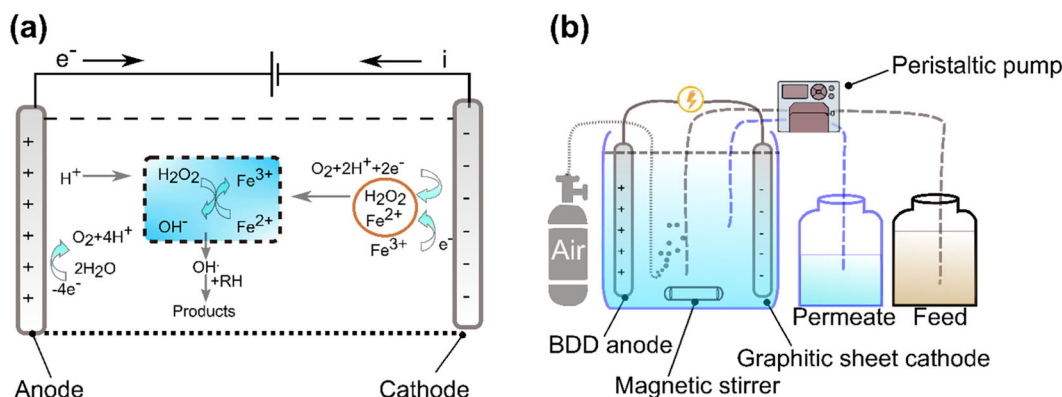 (a)
e⁻
i
H⁺
H₂O₂
Fe³⁺
OH⁻
Fe²⁺
O₂+2H⁺+2e⁻
H₂O₂
Fe²⁺
Fe³⁺
e⁻
O₂+4H⁺
2H₂O
-4e⁻
OH·
+RH
Products
Anode
Cathode
(b)
Peristaltic pump
Air
Permeate
Feed
BDD anode
Graphitic sheet cathode
Magnetic stirrer